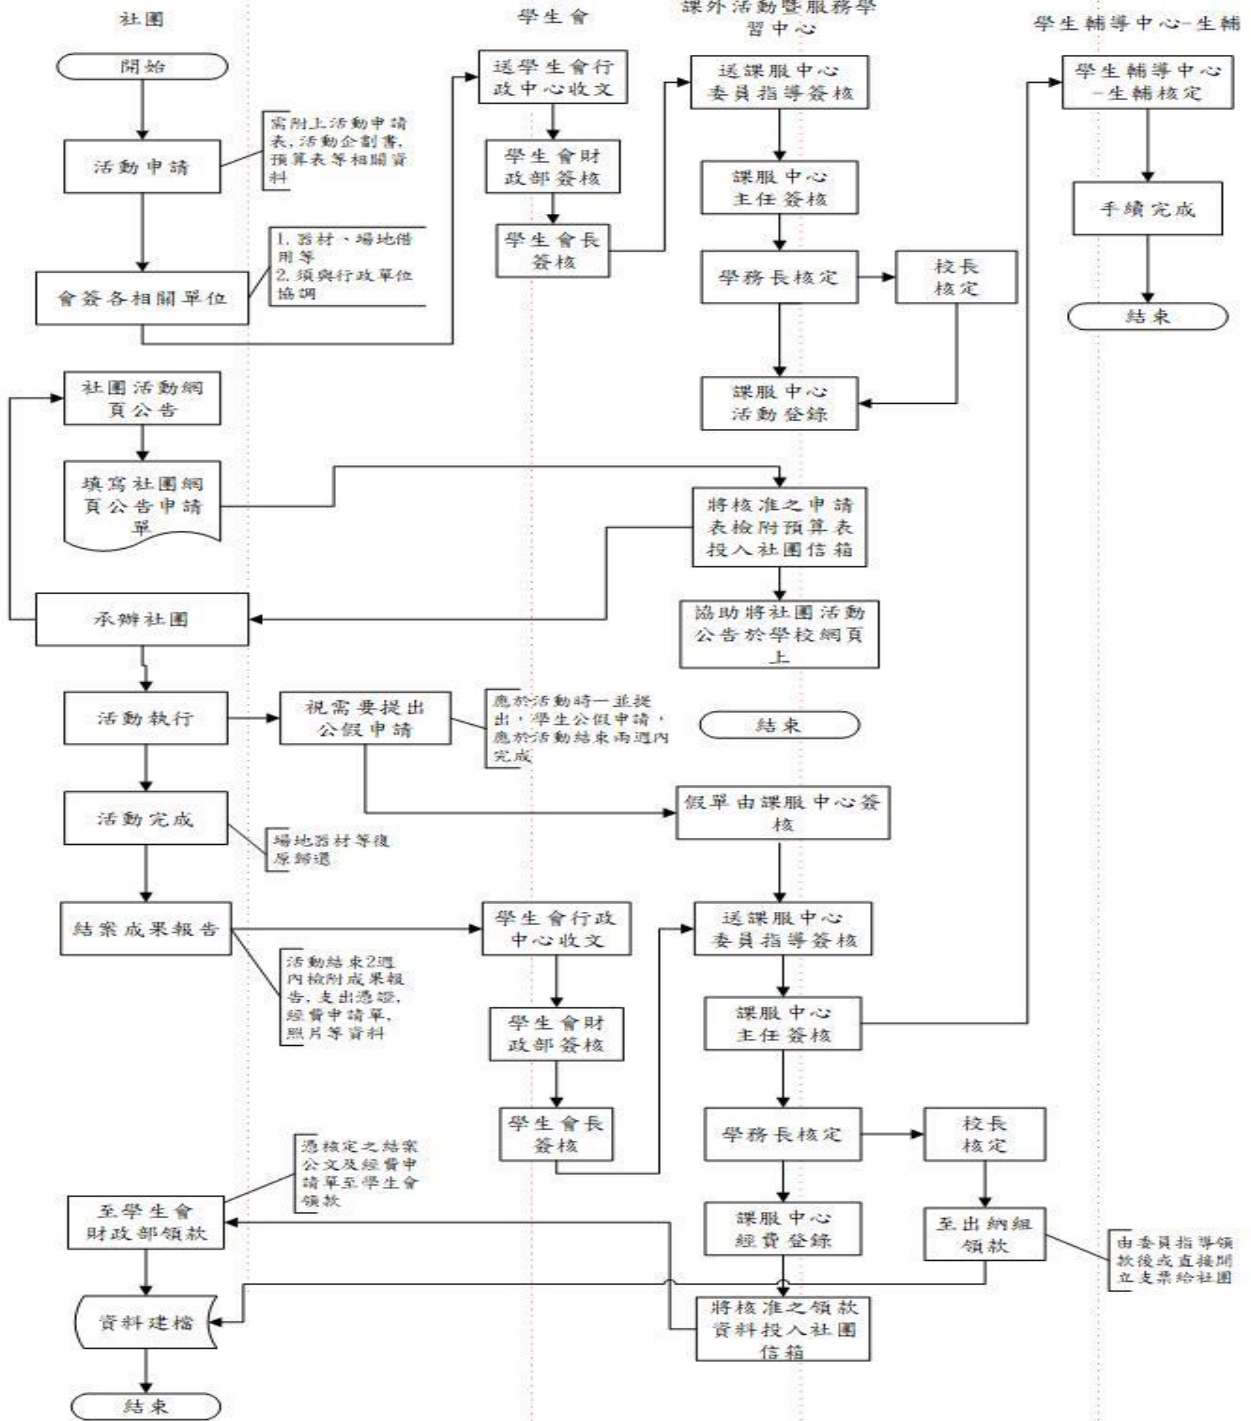 社團
學生會
課外活動暨服務學
習中心
學生輔導中心-生輔
開始
活動申請
需附上活動申請
表,活動企劃書,
預算表等相關資
料
會簽各相關單位
1. 器材、場地借
用等
2. 須與行政單位
協調
送學生會行
政中心收文
學生會財
政部簽核
學生會長
簽核
送課服中心
委員指導簽核
課服中心
主任簽核
學務長核定
校長
核定
課服中心
活動登錄
學生輔導中心
-生輔核定
手續完成
結束
社團活動網
頁公告
填寫社團網
頁公告申請
單
將核准之申請
表檢附預算表
投入社團信箱
承辦社團
協助將社團活動
公告於學校網頁
上
結束
活動執行
視需要提出
公假申請
應於活動時一並提
出,學生公假申請,
應於活動結束兩週內
完成
假單由課服中心簽
核
活動完成
場地器材等復
原歸還
結案成果報告
活動結束2週
內檢附成果報
告,支出憑證,
經費申請單,
照片等資料
學生會行政
中心收文
學生會財
政部簽核
學生會長
簽核
送課服中心
委員指導簽核
課服中心
主任簽核
學務長核定
校長
核定
課服中心
經費登錄
至出納組
領款
由委員指導領
款後或直接開
立支票給社團
將核准之領款
資料投入社團
信箱
憑核定之結案
公文及經費申
請單至學生會
領款
至學生會
財政部領款
資料建檔
結束